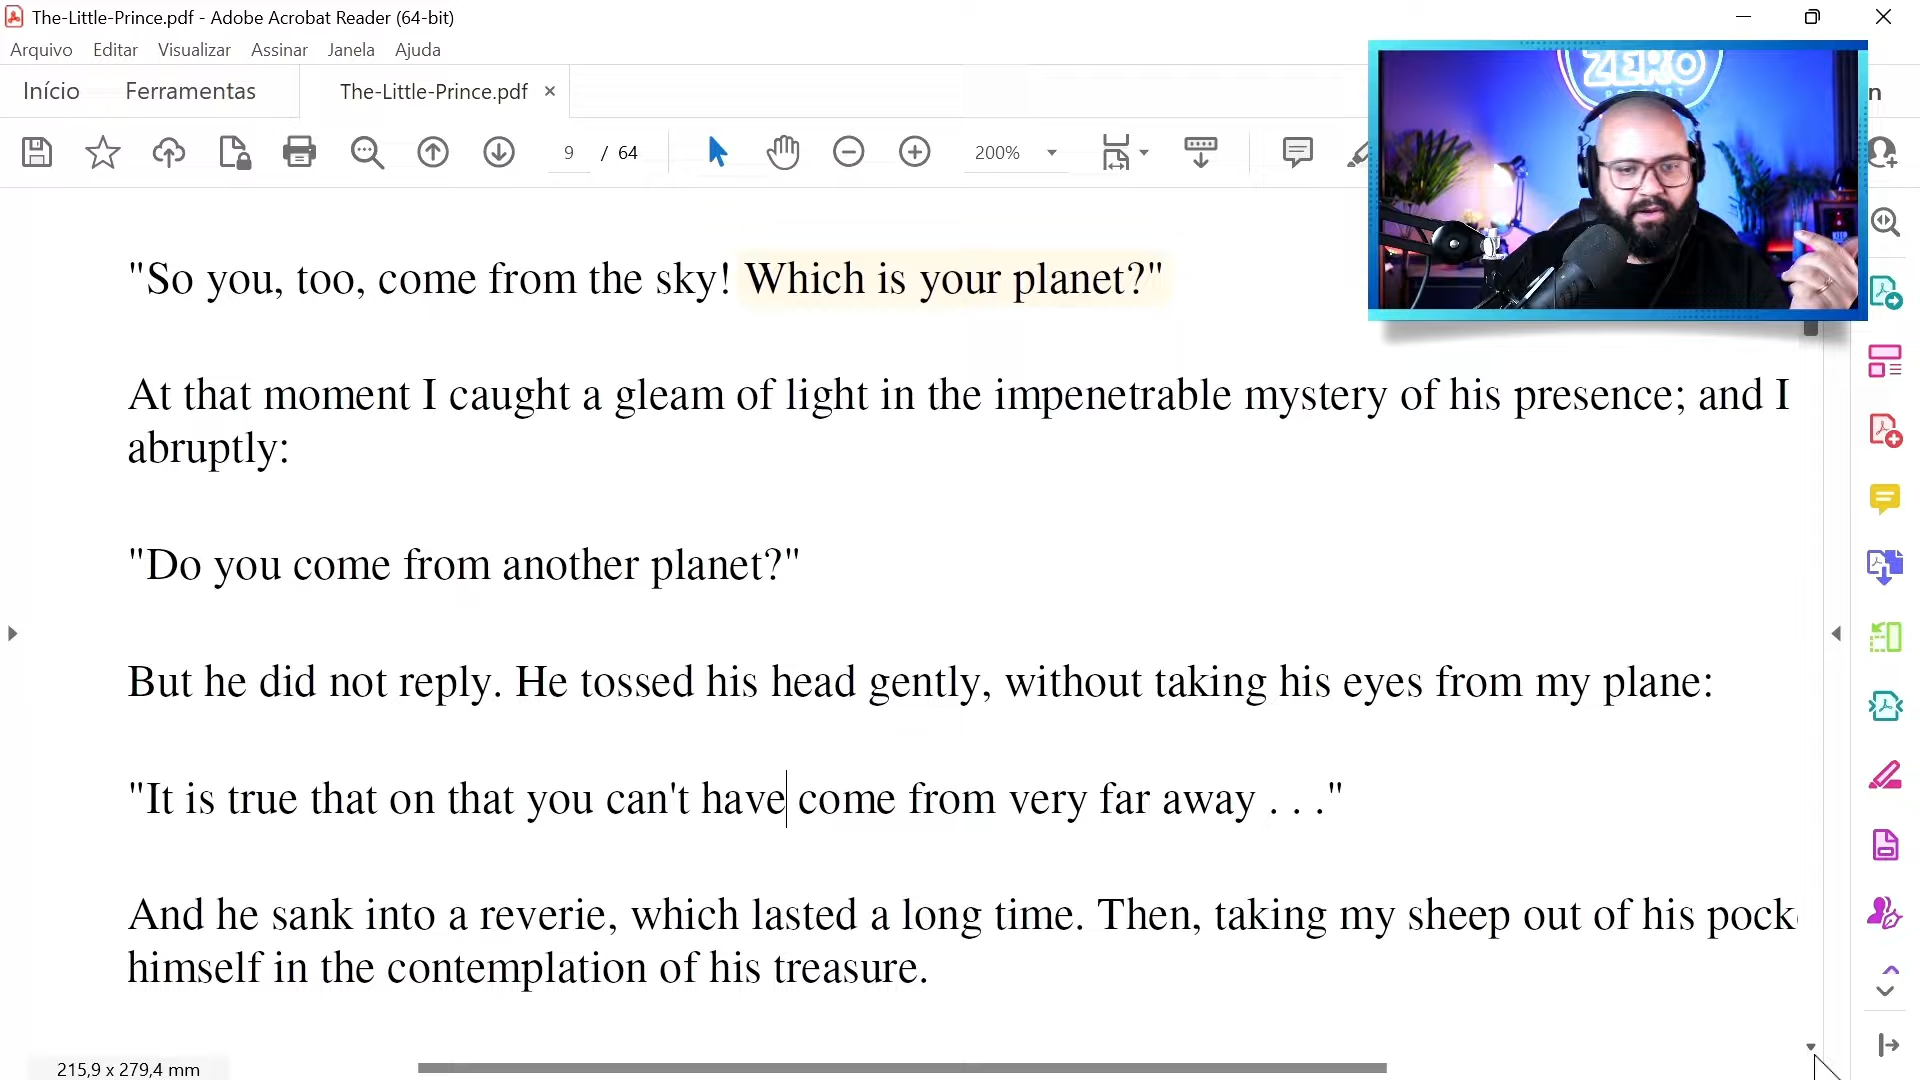 The-Little-Prince.pdf - Adobe Acrobat Reader (64-bit)
Arquivo Editar Visualizar Assinar Janela Ajuda
Início Ferramentas The-Little-Prince.pdf
9 / 64 200%
ZERO
PODCAST
"So you, too, come from the sky! Which is your planet?"
At that moment I caught a gleam of light in the impenetrable mystery of his presence; and I
abruptly:
"Do you come from another planet?"
But he did not reply. He tossed his head gently, without taking his eyes from my plane:
"It is true that on that you can't have come from very far away . . ."
And he sank into a reverie, which lasted a long time. Then, taking my sheep out of his pock
himself in the contemplation of his treasure.
215,9 x 279,4 mm